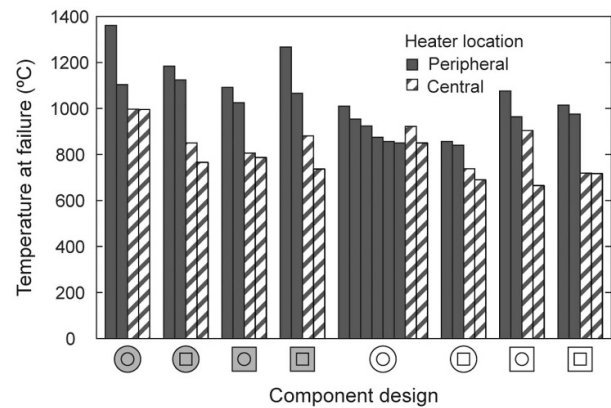 1400
1200
1000
800
600
400
200
0
Temperature at failure (ºC)
Heater location
Peripheral
Central
Component design